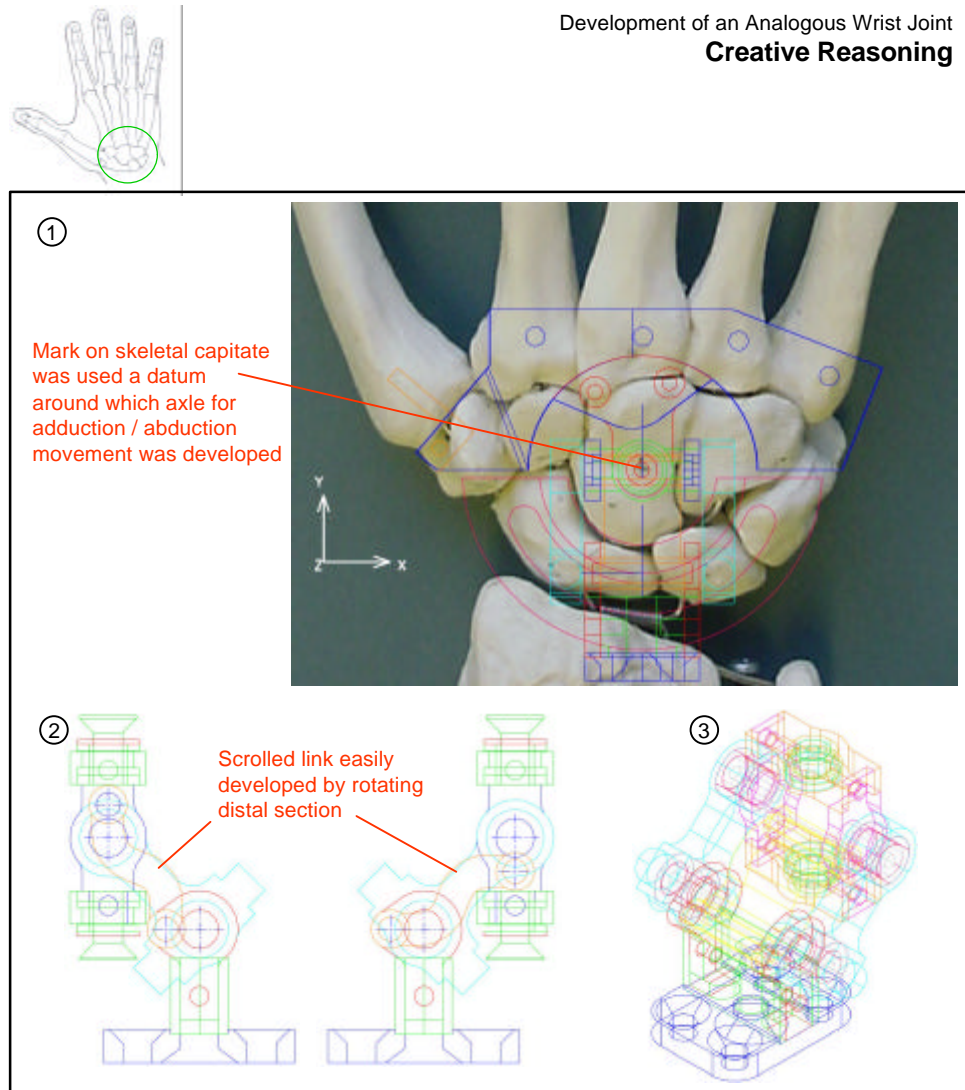 Development of an Analogous Wrist Joint
Creative Reasoning
1
Mark on skeletal capitate
was used a datum
around which axle for
adduction / abduction
movement was developed
Y
Z
X
2
Scrolled link easily
developed by rotating
distal section
3